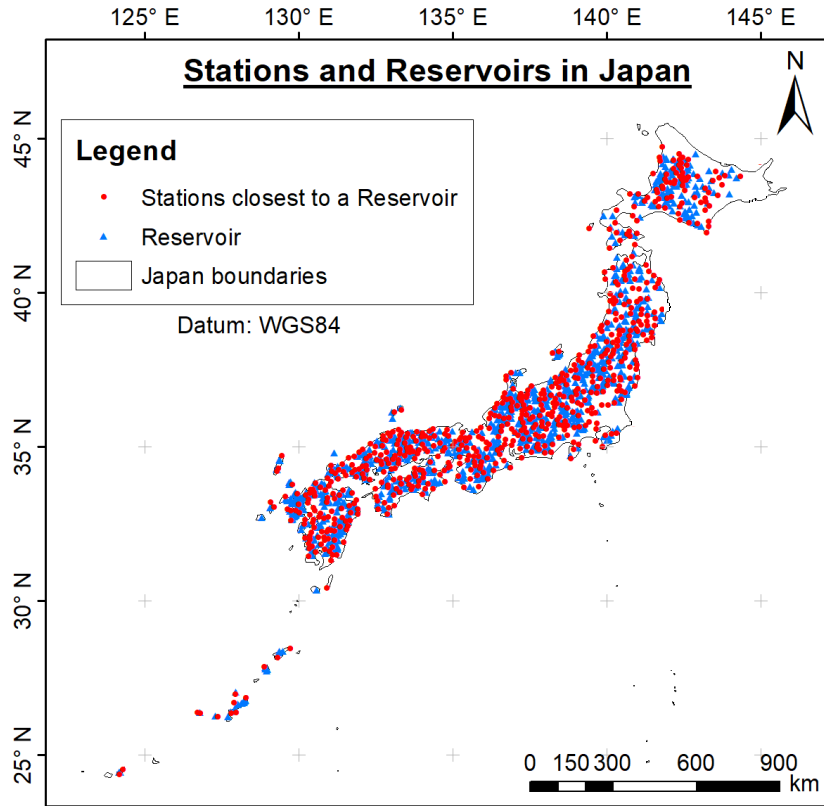 125° E 130° E 135° E 140° E 145° E
Stations and Reservoirs in Japan
N
45° N
Legend
Stations closest to a Reservoir
Reservoir
Japan boundaries
40° N
Datum: WGS84
35° N
30° N
25° N
0 150 300 600 900
km